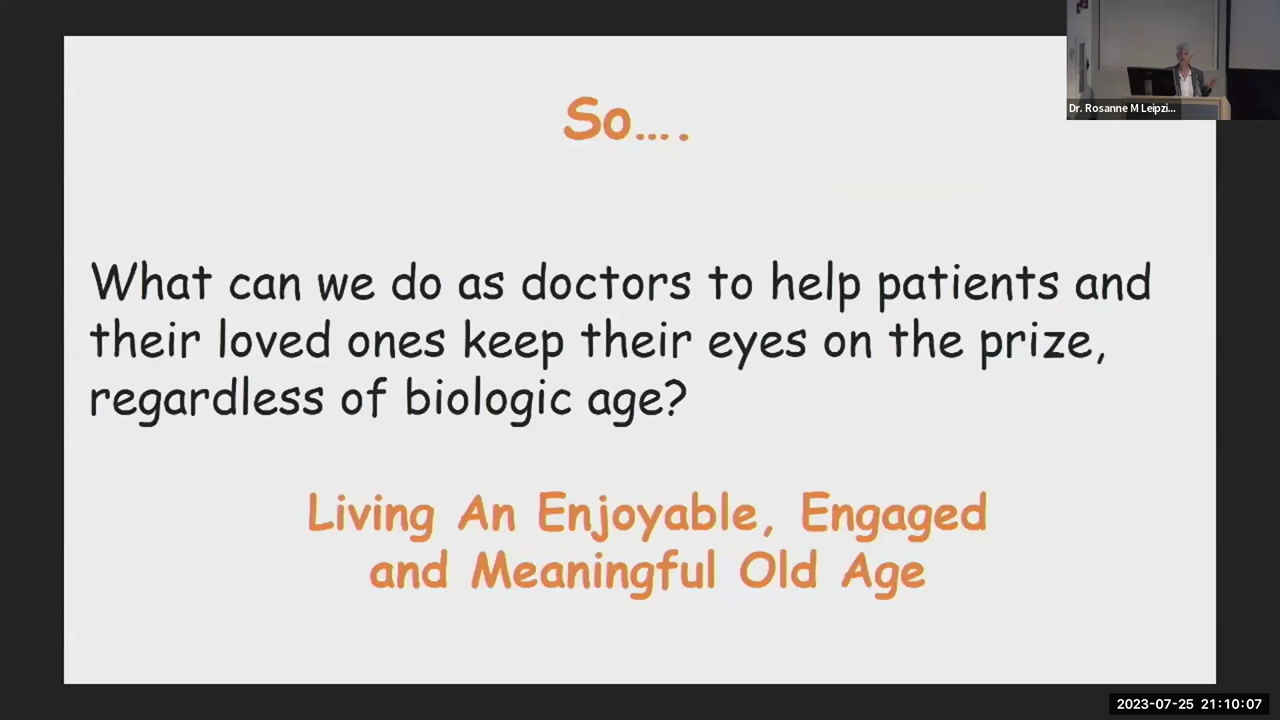 So....
What can we do as doctors to help patients and
their loved ones keep their eyes on the prize,
regardless of biologic age?
Living An Enjoyable, Engaged
and Meaningful Old Age
Dr. Rosanne M Leipzi...
2023-07-25 21:10:07